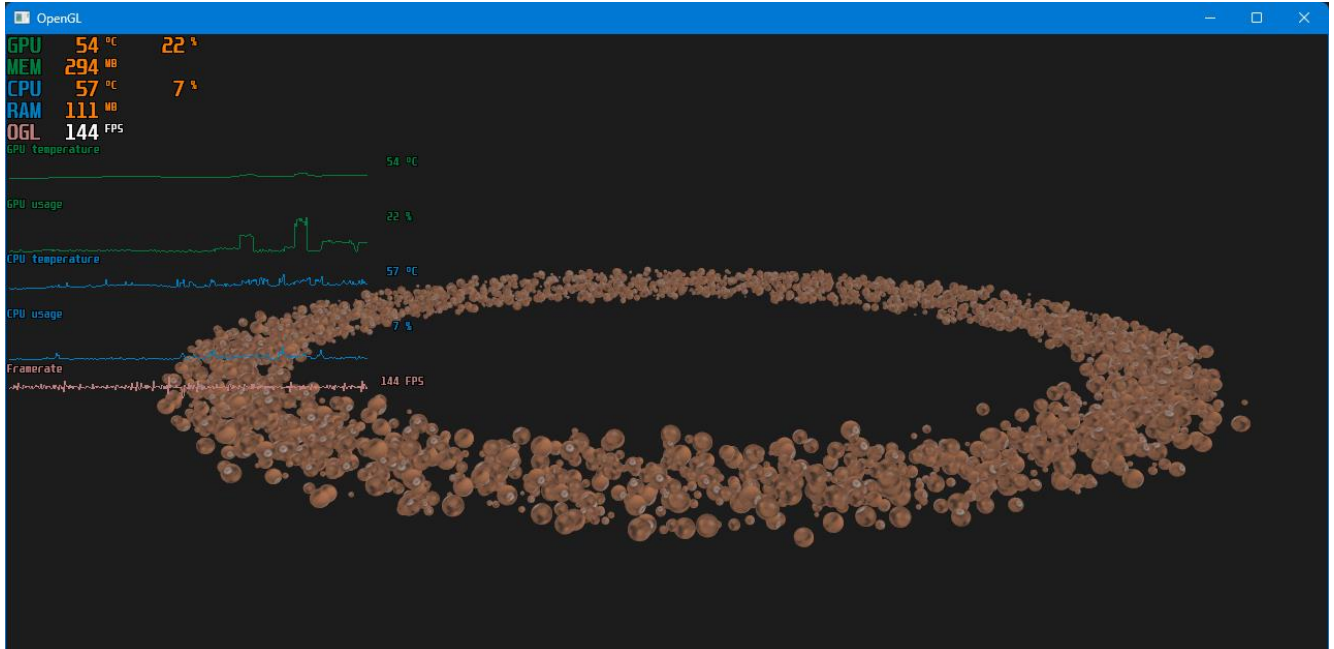 OpenGL
GPU 54 °C 22 %
MEM 294 MB
CPU 57 °C 7 %
RAM 111 MB
OGL 144 FPS
GPU temperature
54 °C
GPU usage
22 %
CPU temperature
57 °C
CPU usage
7 %
Framerate
144 FPS